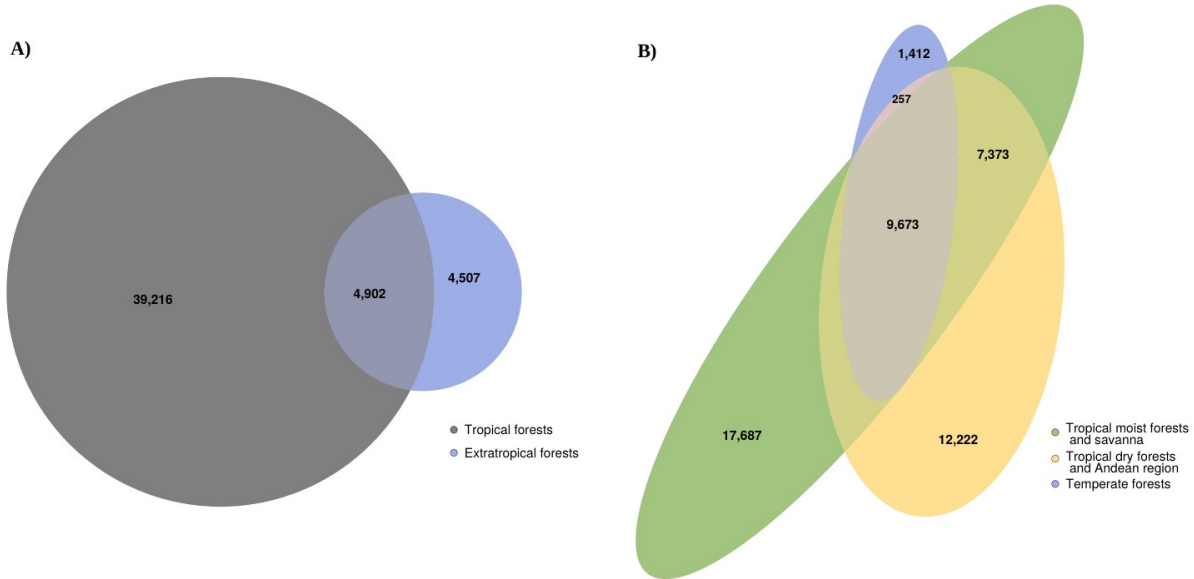 A)
39,216
4,902
4,507
Tropical forests
Extratropical forests
B)
1,412
257
7,373
9,673
17,687
12,222
Tropical moist forests
and savanna
Tropical dry forests
and Andean region
Temperate forests